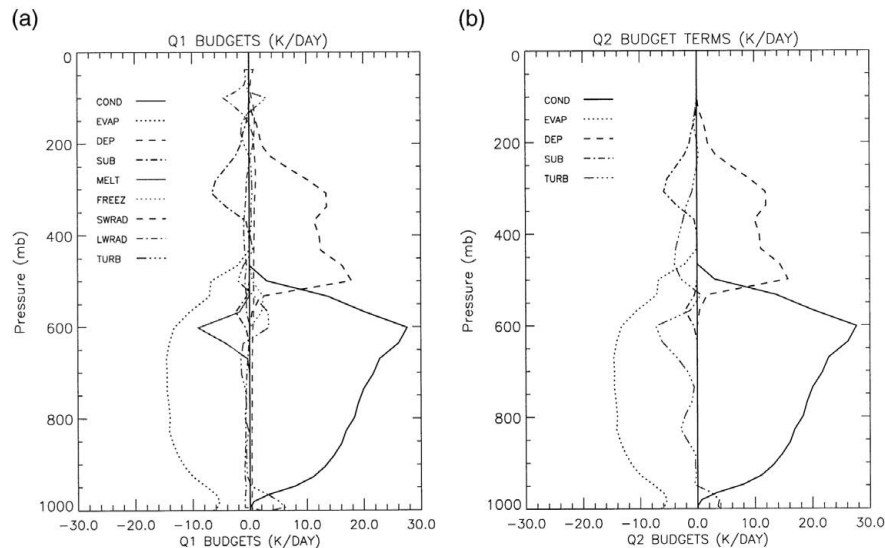 (a)
Q1 BUDGETS (K/DAY)
0
200
400
600
800
1000
Pressure (mb)
COND
EVAP
DEP
SUB
MELT
FREEZ
SWRAD
LWRAD
TURB
-30.0 -20.0 -10.0 0.0 10.0 20.0 30.0
Q1 BUDGETS (K/DAY)
(b)
Q2 BUDGET TERMS (K/DAY)
0
200
400
600
800
1000
Pressure (mb)
COND
EVAP
DEP
SUB
TURB
-30.0 -20.0 -10.0 0.0 10.0 20.0 30.0
Q2 BUDGETS (K/DAY)